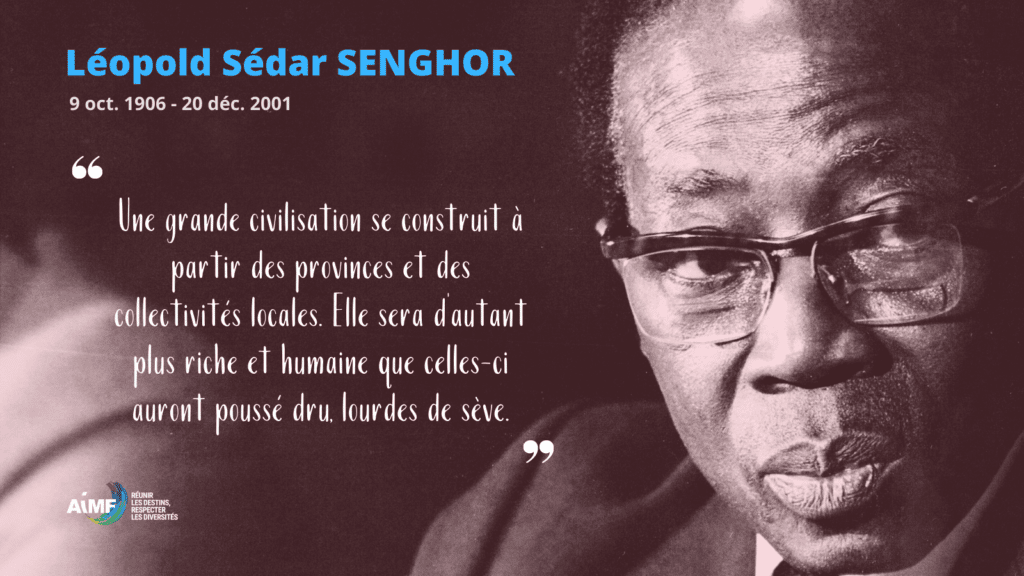 Léopold Sédar SENGHOR
9 oct. 1906 - 20 déc. 2001
“
Une grande civilisation se construit à
partir des provinces et des
collectivités locales. Elle sera d'autant
plus riche et humaine que celles-ci
auront poussé dru, lourdes de sève.
”
AIMF
RÉUNIR
LES DESTINS,
RESPECTER
LES DIVERSITÉS